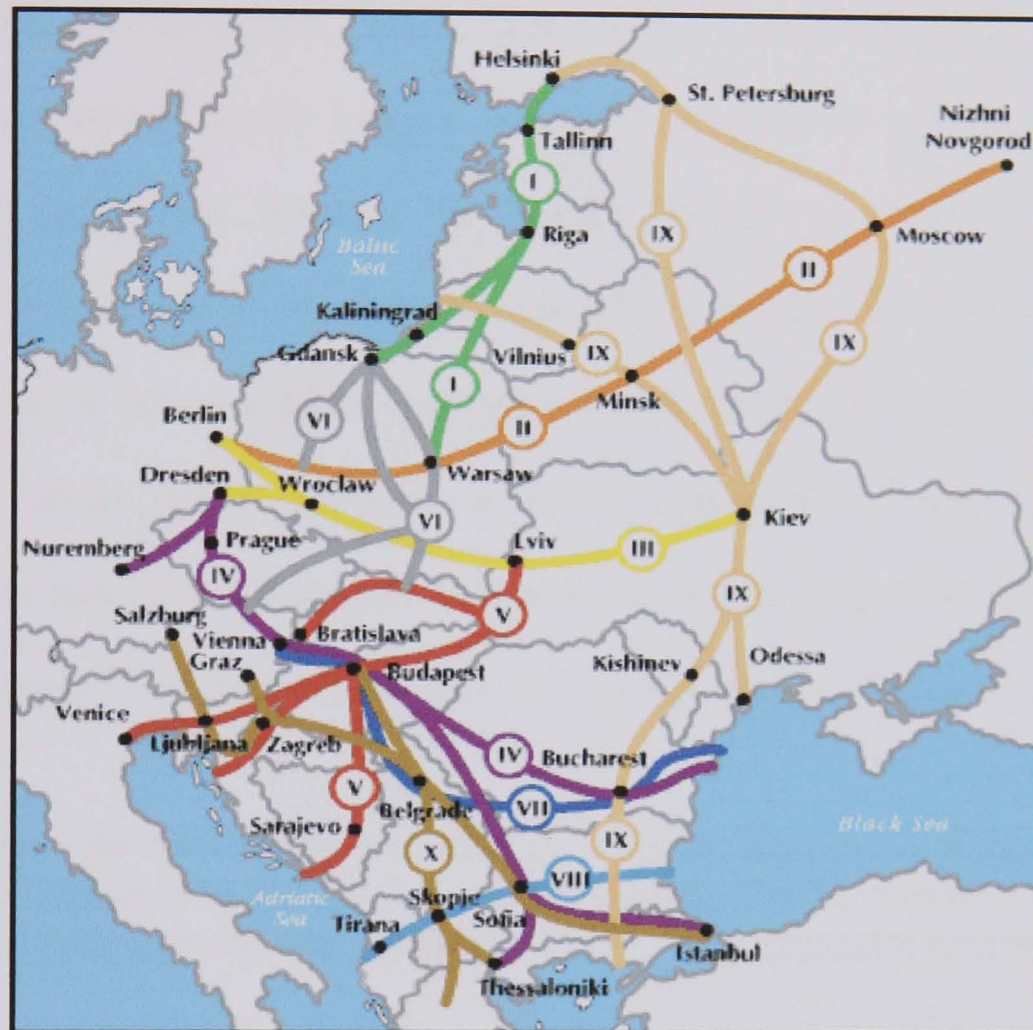 Helsinki
St. Petersburg
Nizhni
Novgorod
Tallinn
I
Riga
IX
Moscow
Baltic
Sea
II
Kaliningrad
Gdansk
Vilnius
IX
IX
I
Minsk
VI
Berlin
II
Warsaw
Dresden
Wroclaw
Kiev
VI
Nuremberg
Prague
Lviv
III
IV
IX
Salzburg
V
Vienna
Bratislava
Graz
Budapest
Kishinev
Odessa
Venice
Ljubljana
Zagreb
IV
Bucharest
V
Belgrade
VII
Sarajevo
Black Sea
X
IX
VIII
Adriatic
Sea
Skopje
Tirana
Sofia
Istanbul
Thessaloniki